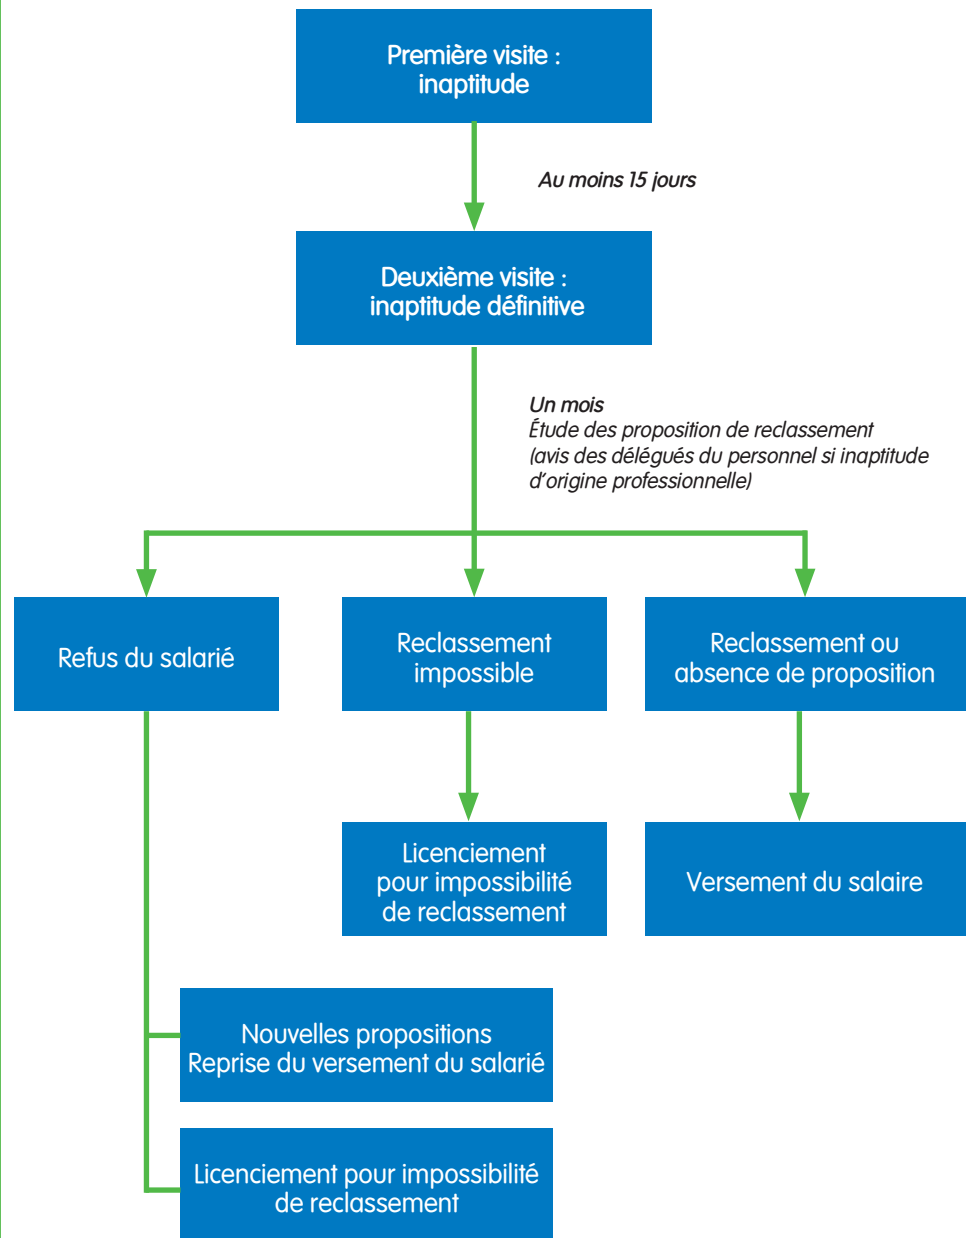 Première visite :
inaptitude
Au moins 15 jours
Deuxième visite :
inaptitude définitive
Un mois
Étude des proposition de reclassement
(avis des délégués du personnel si inaptitude
d’origine professionnelle)
Refus du salarié
Reclassement
impossible
Reclassement ou
absence de proposition
Licenciement
pour impossibilité
de reclassement
Versement du salaire
Nouvelles propositions
Reprise du versement du salarié
Licenciement pour impossibilité
de reclassement